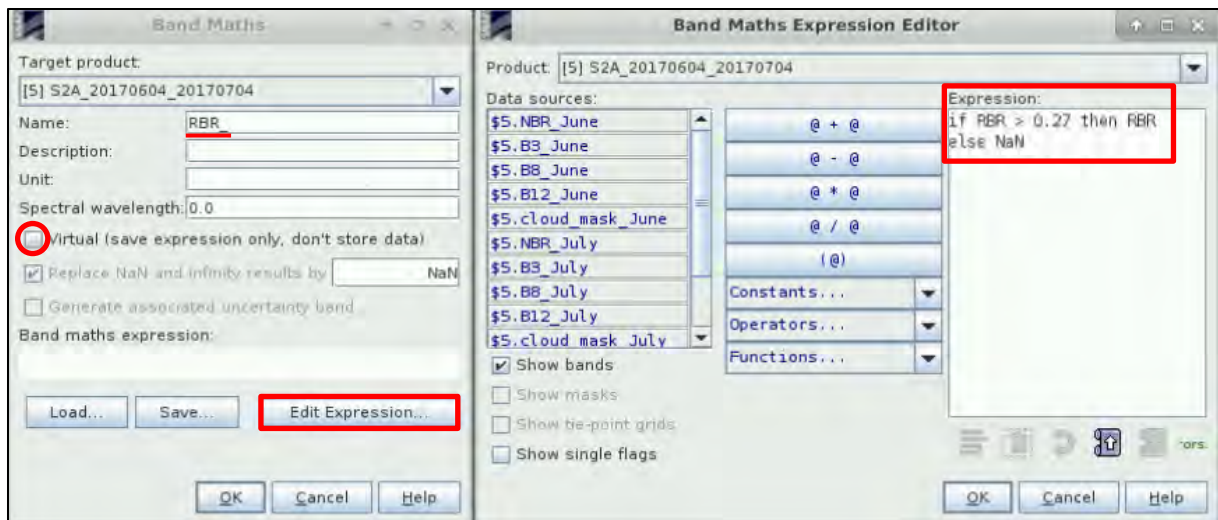 Band Maths
Target product:
[5] S2A_20170604_20170704
Name: RBR_
Description:
Unit:
Spectral wavelength: 0.0
Virtual (save expression only, don't store data)
Replace NaN and infinity results by NaN
Generate associated uncertainty band
Band maths expression:
Load... Save... Edit Expression...
OK Cancel Help
Band Maths Expression Editor
Product: [5] S2A_20170604_20170704
Data sources:
$5.NBR_June
$5.B3_June
$5.B8_June
$5.B12_June
$5.cloud_mask_June
$5.NBR_July
$5.B3_July
$5.B8_July
$5.B12_July
$5.cloud_mask_July
Show bands
Show masks
Show tie-point grids
Show single flags
@ + @
@ - @
@ * @
@ / @
(@)
Constants...
Operators...
Functions...
Expression:
if RBR > 0.27 then RBR
else NaN
ors.
OK Cancel Help